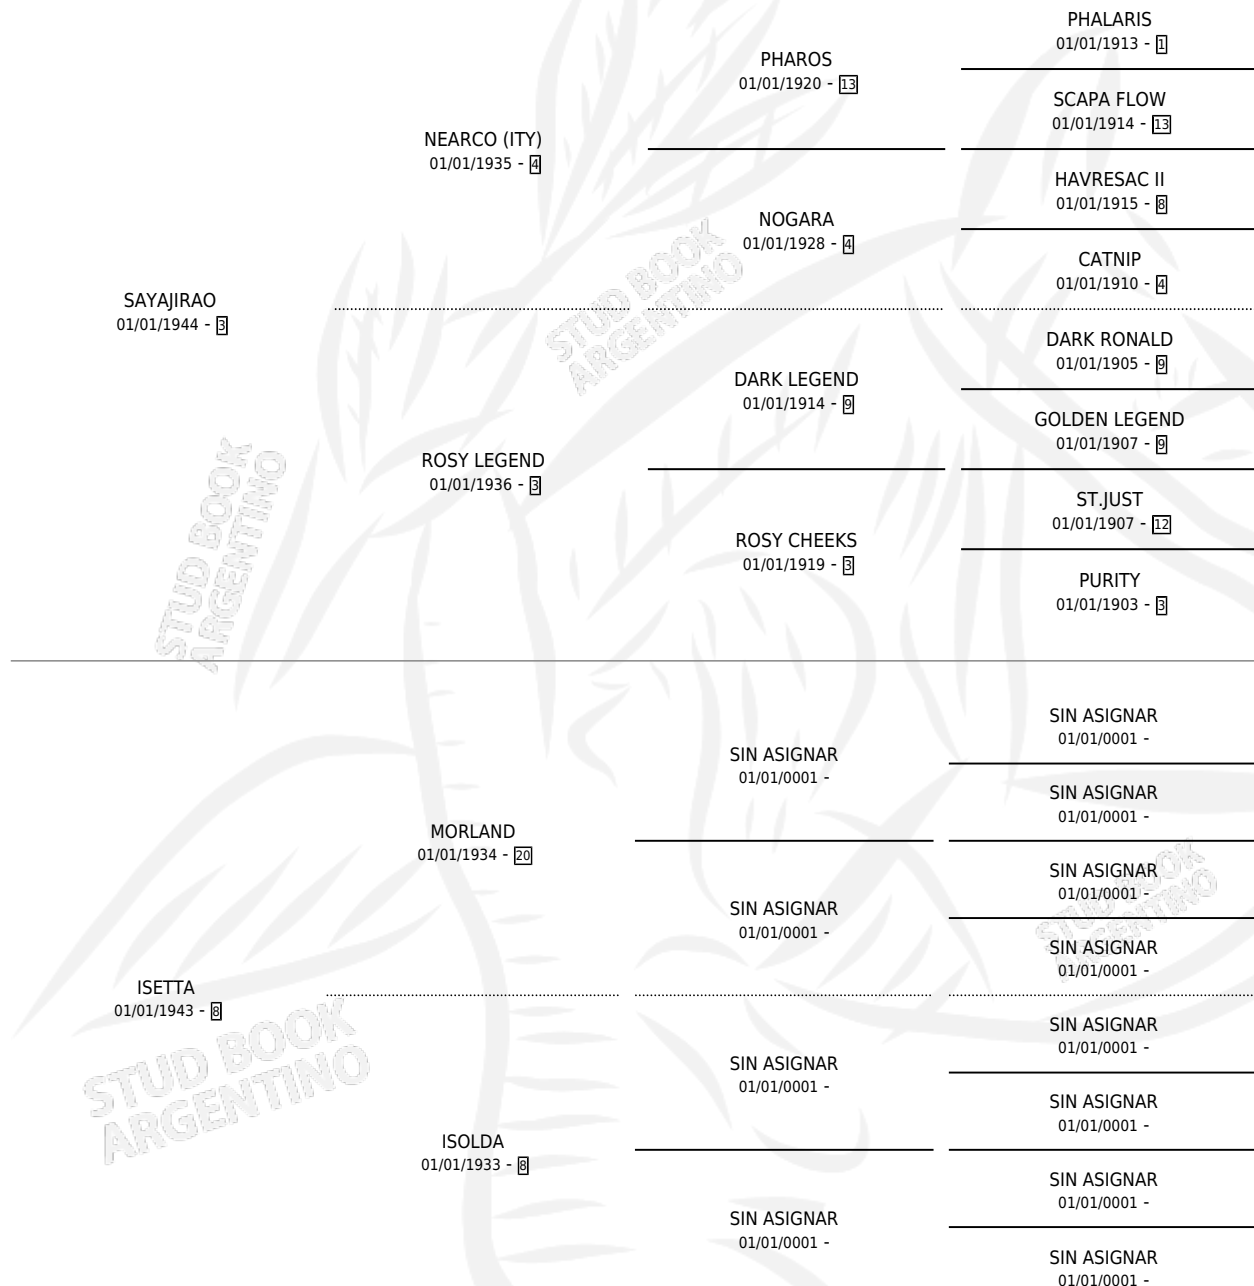 PHALARIS
01/01/1913 - 1
PHAROS
01/01/1920 - 13
SCAPA FLOW
01/01/1914 - 13
NEARCO (ITY)
01/01/1935 - 4
HAVRESAC II
01/01/1915 - 8
NOGARA
01/01/1928 - 4
CATNIP
01/01/1910 - 4
SAYAJIRAO
01/01/1944 - 3
STUD BOOK
ARGENTINO
DARK RONALD
01/01/1905 - 9
DARK LEGEND
01/01/1914 - 9
GOLDEN LEGEND
01/01/1907 - 9
ROSY LEGEND
01/01/1936 - 3
ST.JUST
01/01/1907 - 12
ROSY CHEEKS
01/01/1919 - 3
PURITY
01/01/1903 - 3
STUD BOOK
ARGENTINO
SIN ASIGNAR
01/01/0001 -
SIN ASIGNAR
01/01/0001 -
SIN ASIGNAR
01/01/0001 -
MORLAND
01/01/1934 - 20
SIN ASIGNAR
01/01/0001 -
SIN ASIGNAR
01/01/0001 -
SIN ASIGNAR
01/01/0001 -
STUD BOOK
ARGENTINO
ISETTA
01/01/1943 - 8
SIN ASIGNAR
01/01/0001 -
SIN ASIGNAR
01/01/0001 -
SIN ASIGNAR
01/01/0001 -
STUD BOOK
ARGENTINO
ISOLDA
01/01/1933 - 8
SIN ASIGNAR
01/01/0001 -
SIN ASIGNAR
01/01/0001 -
SIN ASIGNAR
01/01/0001 -